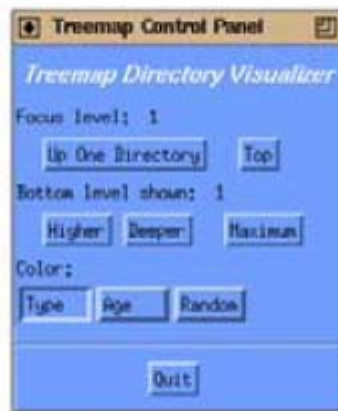 Treemap Control Panel
Treemap Directory Visualizer
Focus level: 1
Up One Directory Top
Bottom level shown: 1
Higher Deeper Maximum
Color:
Type Age Random
Quit